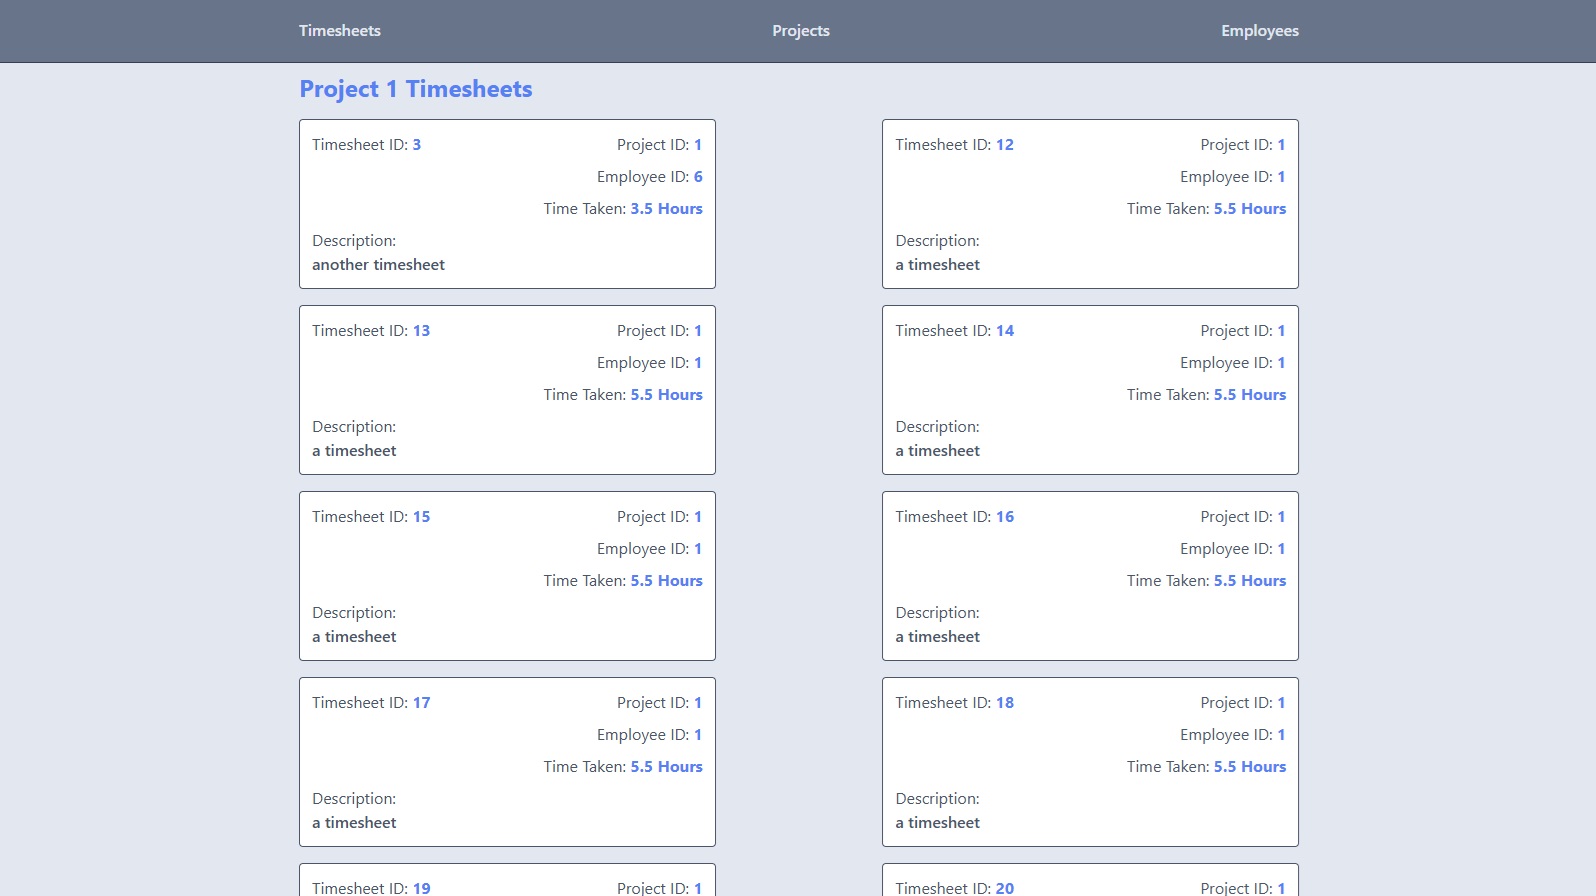 Timesheets Projects Employees
Project 1 Timesheets
Timesheet ID: 3 Project ID: 1
Employee ID: 6
Time Taken: 3.5 Hours
Description:
another timesheet
Timesheet ID: 12 Project ID: 1
Employee ID: 1
Time Taken: 5.5 Hours
Description:
a timesheet
Timesheet ID: 13 Project ID: 1
Employee ID: 1
Time Taken: 5.5 Hours
Description:
a timesheet
Timesheet ID: 14 Project ID: 1
Employee ID: 1
Time Taken: 5.5 Hours
Description:
a timesheet
Timesheet ID: 15 Project ID: 1
Employee ID: 1
Time Taken: 5.5 Hours
Description:
a timesheet
Timesheet ID: 16 Project ID: 1
Employee ID: 1
Time Taken: 5.5 Hours
Description:
a timesheet
Timesheet ID: 17 Project ID: 1
Employee ID: 1
Time Taken: 5.5 Hours
Description:
a timesheet
Timesheet ID: 18 Project ID: 1
Employee ID: 1
Time Taken: 5.5 Hours
Description:
a timesheet
Timesheet ID: 19 Project ID: 1
Timesheet ID: 20 Project ID: 1